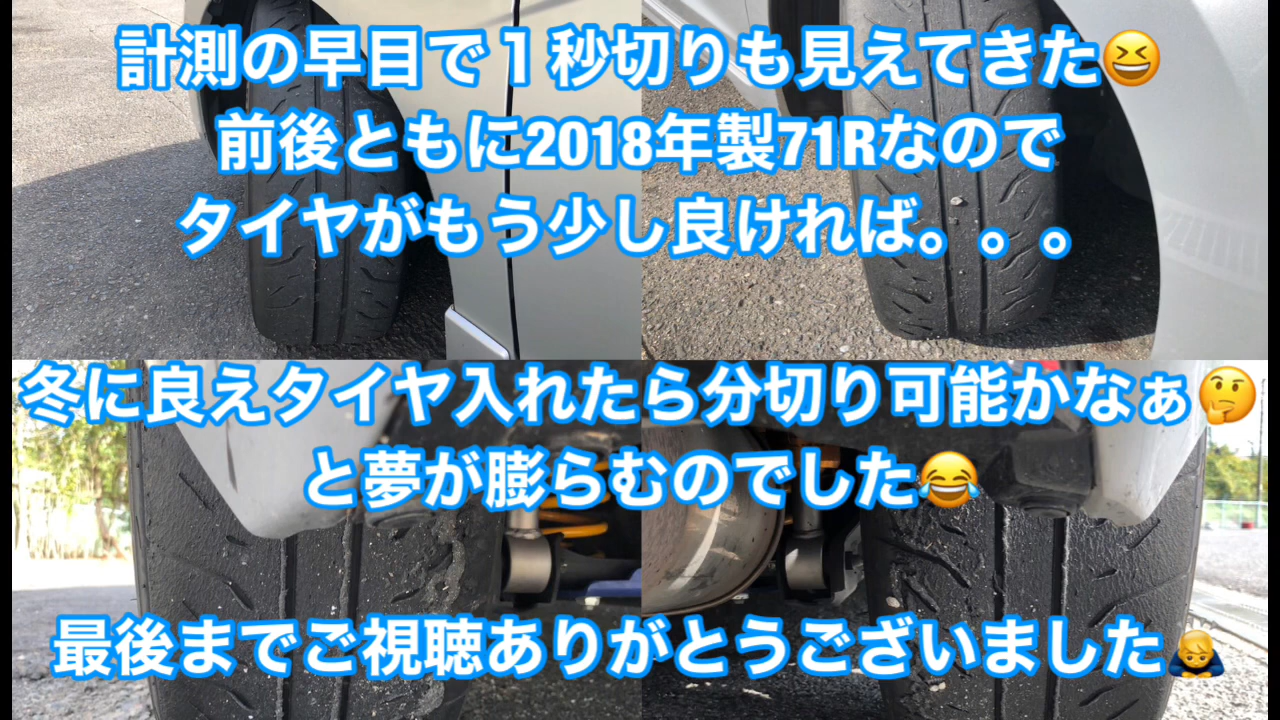 計測の早目で１秒切りも見えてきた😆
前後ともに2018年製71Rなので
タイヤがもう少し良ければ。。。
冬に良えタイヤ入れたら分切り可能かなぁ🤔
と夢が膨らむのでした😂
最後までご視聴ありがとうございました🙇